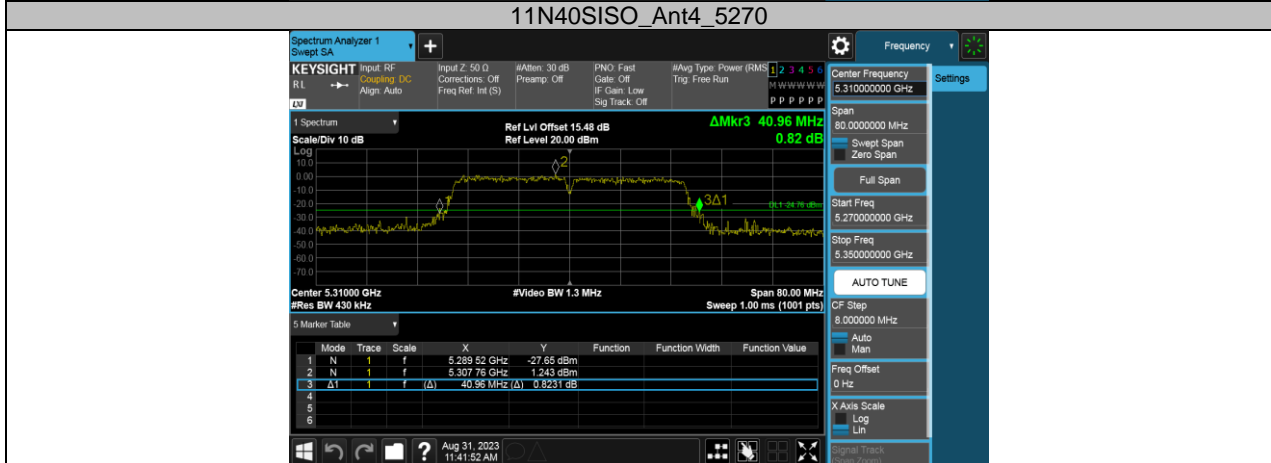 11N40SISO_Ant4_5270
Spectrum Analyzer 1
Swept SA
+
Frequency
KEYSIGHT Input: RF
RL
Coupling: DC
Align: Auto
Input Z: 50 Ω
Corrections: Off
Freq Ref: Int (S)
#Atten: 30 dB
Preamp: Off
PNO: Fast
Gate: Off
IF Gain: Low
Sig Track: Off
#Avg Type: Power (RMS
Trig: Free Run
1 2 3 4 5 6
M W W W W W
P P P P P P
LXI
Center Frequency
5.310000000 GHz
Settings
Span
80.0000000 MHz
Swept Span
Zero Span
Full Span
Start Freq
5.270000000 GHz
Stop Freq
5.350000000 GHz
AUTO TUNE
CF Step
8.000000 MHz
Auto
Man
Freq Offset
0 Hz
X Axis Scale
Log
Lin
Signal Track
(Span Zoom)
1 Spectrum
Scale/Div 10 dB
Ref Lvl Offset 15.48 dB
Ref Level 20.00 dBm
ΔMkr3 40.96 MHz
0.82 dB
Log
10.0
0.00
-10.0
-20.0
-30.0
-40.0
-50.0
-60.0
-70.0
2
3Δ1
DL1 -24.76 dBm
Center 5.31000 GHz
#Video BW 1.3 MHz
Span 80.00 MHz
#Res BW 430 kHz
Sweep 1.00 ms (1001 pts)
5 Marker Table
Mode Trace Scale X Y Function Function Width Function Value
1 N 1 f 5.289 52 GHz -27.65 dBm
2 N 1 f 5.307 76 GHz 1.243 dBm
3 Δ1 1 f (Δ) 40.96 MHz (Δ) 0.8231 dB
4
5
6
?
Aug 31, 2023
11:41:52 AM